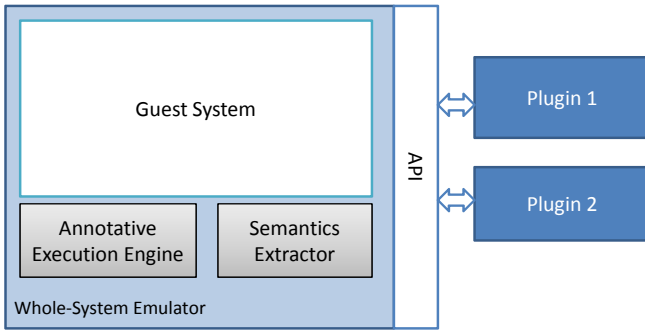 Guest System
Annotative
Execution Engine
Semantics
Extractor
Whole-System Emulator
API
Plugin 1
Plugin 2